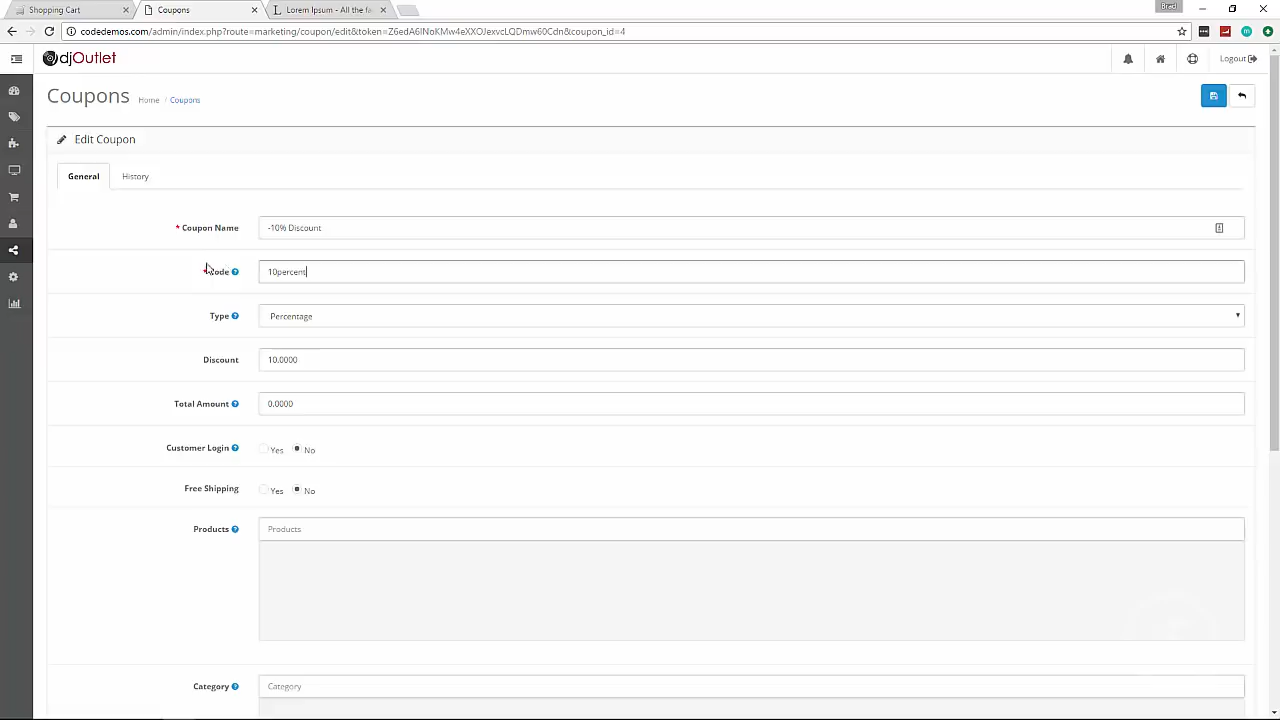 Shopping Cart
Coupons
Lorem Ipsum - All the fa
Bred
codedemos.com/admin/index.php?route=marketing/coupon/edit&token=Z6edA6INoKMw4eXXOJexvcLQDmw60Cdn&coupon_id=4
djOutlet
Logout
Coupons
Home / Coupons
Edit Coupon
General
History
* Coupon Name
-10% Discount
* Code
10percent
Type
Percentage
Discount
10.0000
Total Amount
0.0000
Customer Login
Yes
No
Free Shipping
Yes
No
Products
Products
Category
Category